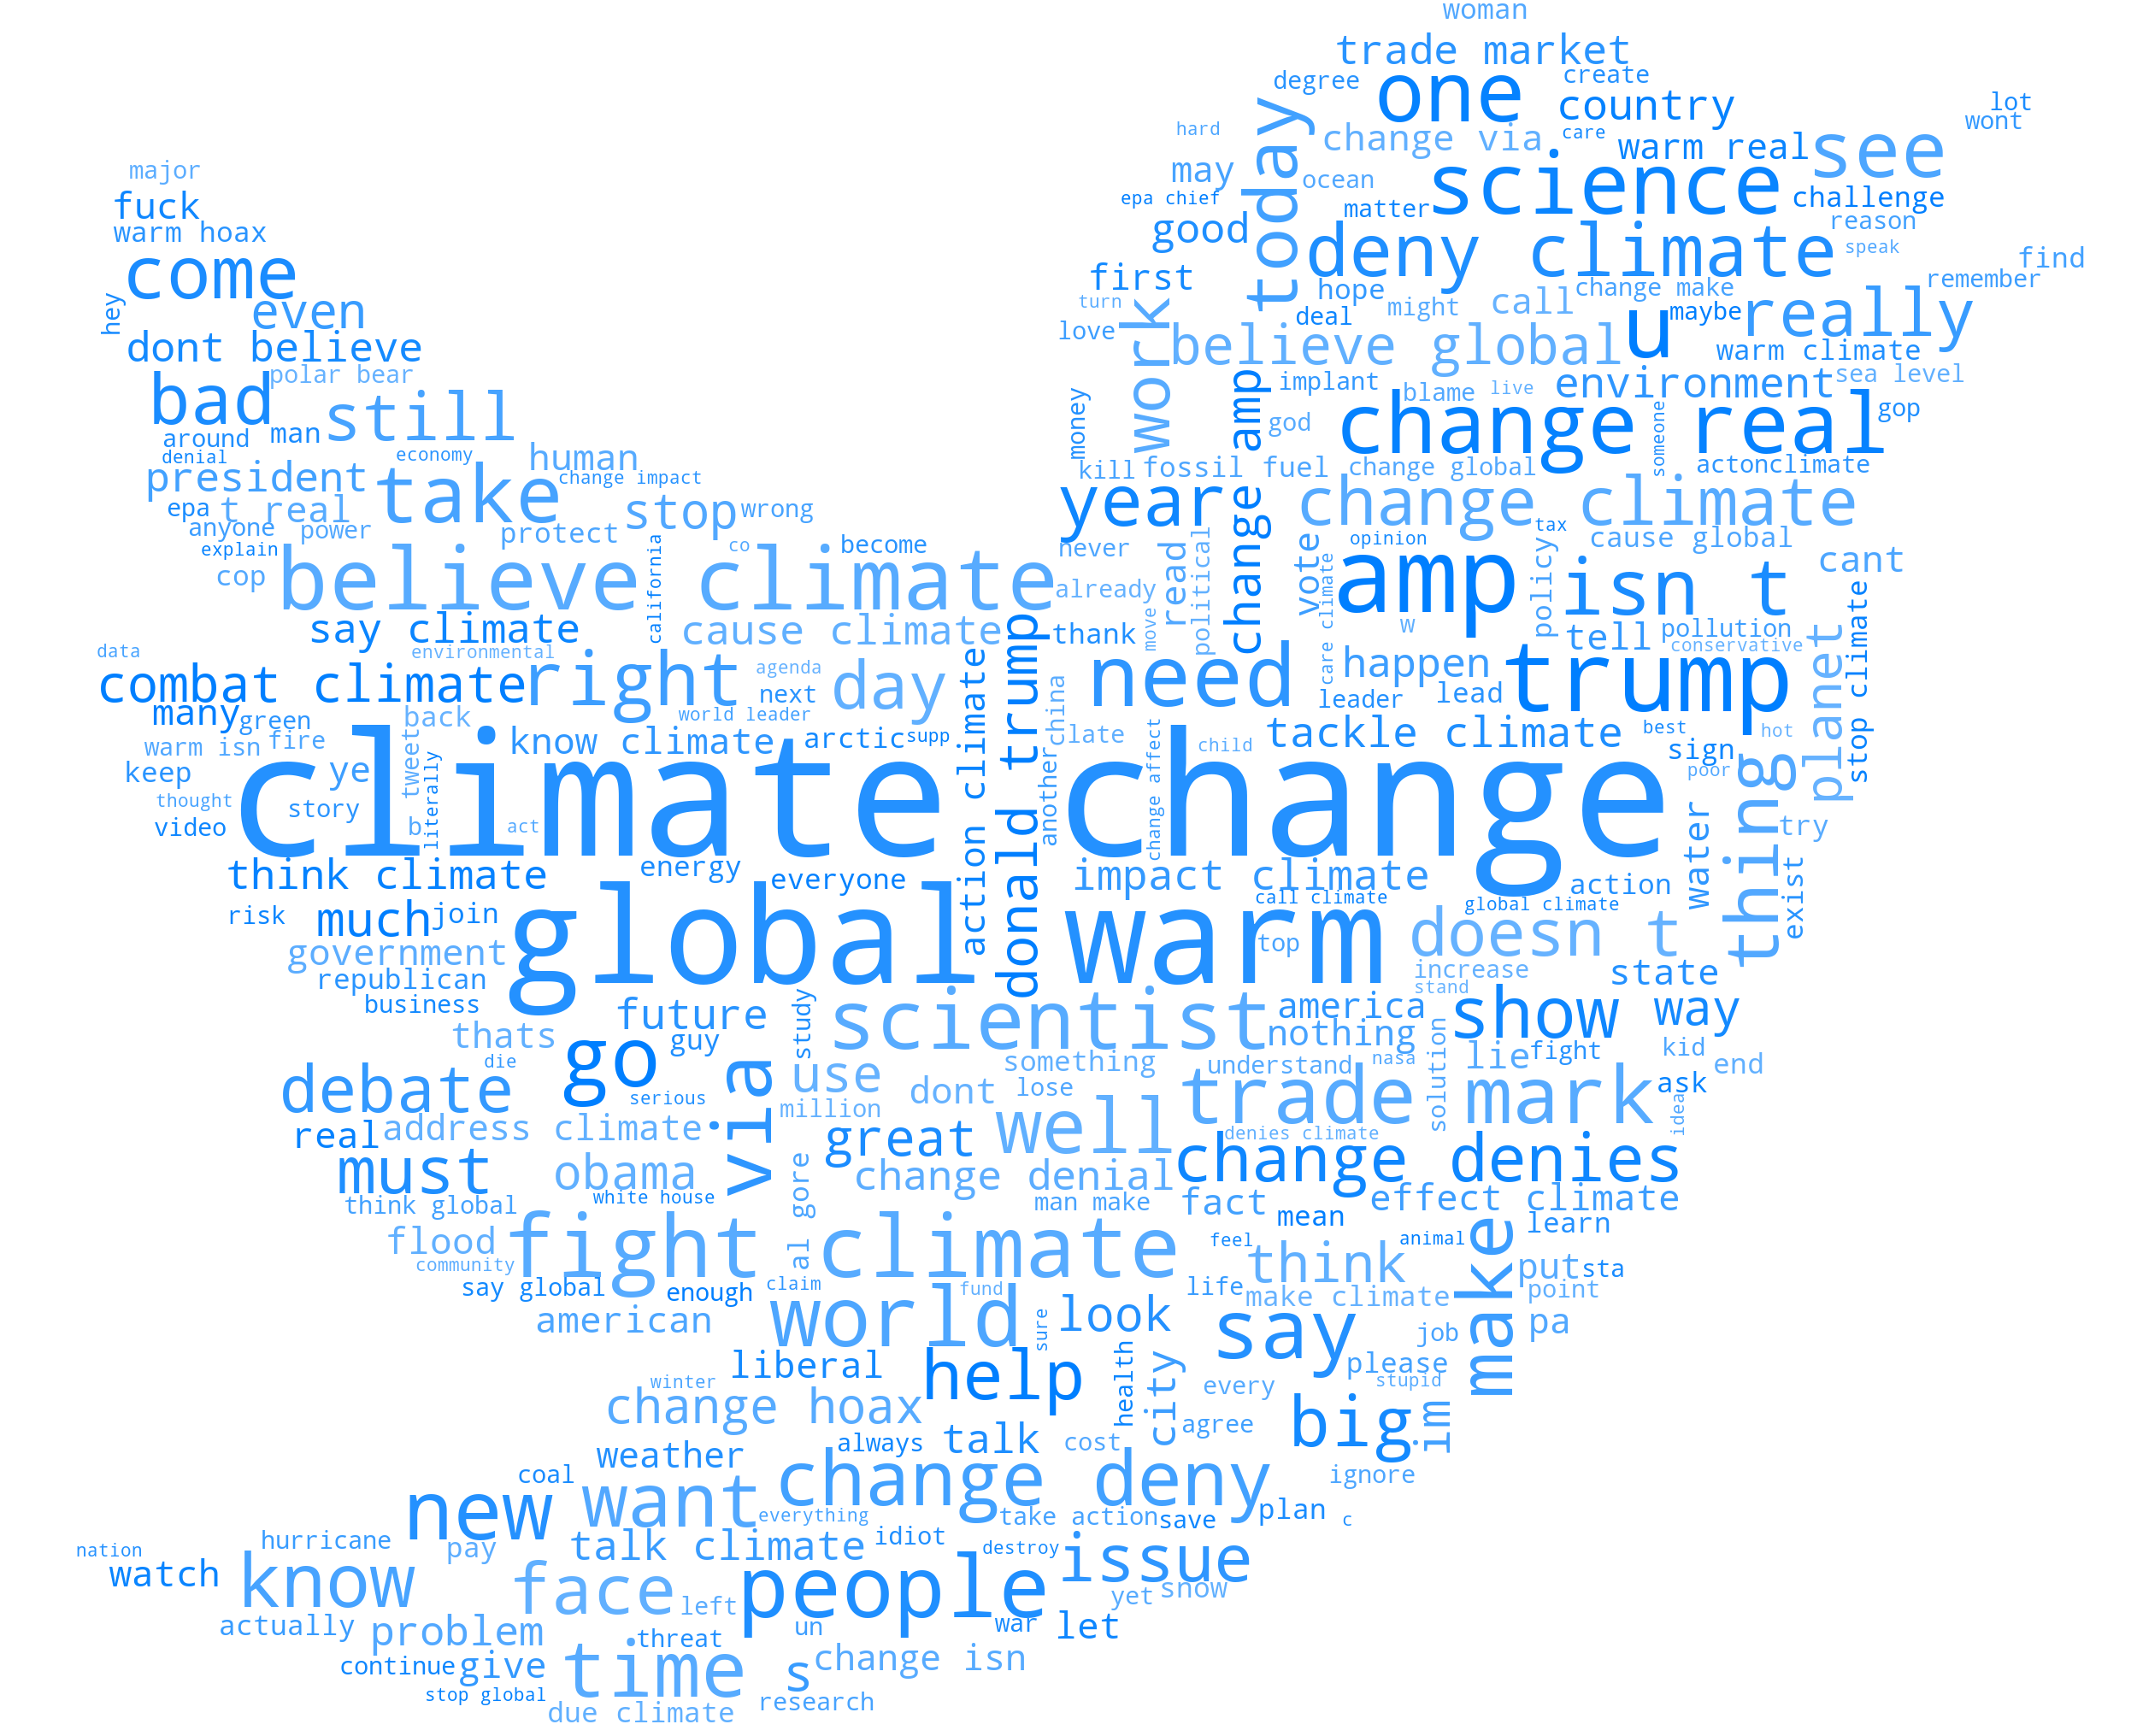 woman
trade market
degree
one
create
country
lot
wont
hard
today
change via
care
warm real
see
major
may
ocean
science
epa chief
matter
challenge
fuck
good
reason
warm hoax
deny climate
speak
find
come
first
hope
call
change make
remember
hey
even
turn
might
u
maybe
really
deal
love
work
believe global
warm climate
dont believe
polar bear
implant
blame
live
environment
sea level
bad
still
money
change amp
god
change
someone
real
gop
around
man
denial
economy
human
kill
fossil fuel
change global
actonclimate
president
take
change impact
year
change climate
epa
t real
stop
wrong
anyone
power
protect
tax
explain
california
co
become
never
read
political
vote
opinion
policy
cause global
cop
believe climate
already
care climate
amp
isn t
cant
stop climate
say climate
cause climate
donald trump
thank
move
w
tell
pollution
data
environmental
conservative
combat climate
right
agenda
day
action climate
need
happen
trump
planet
next
leader
lead
many
green
back
world leader
china
warm isn
fire
know climate
arctic
supp
late
change affect
child
tackle climate
best
sign
hot
keep
ye
tweet
literally
another
poor
thing
thought
story
climate change
video
b
act
water
try
think climate
energy
everyone
impact climate
action
exist
risk
much
join
call climate
global climate
government
global warm
top
doesn t
republican
increase
state
business
stand
future
study
scientist
america
show
way
thats
go
guy
nothing
solution
die
via
use
something
understand
nasa
lie
fight
kid
end
debate
dont
lose
trade
mark
ask
serious
million
idea
real
address climate
great
well
denies climate
must
obama
al gore
change denial
change denies
think global
white house
man make
fact
mean
effect climate
flood
fight climate
feel
think
animal
make
learn
community
say global
enough
claim
fund
life
make climate
put
sta
point
american
world
sure
look
say
job
pa
liberal
health
city
please
winter
help
every
stupid
change hoax
big
im
weather
always
talk
cost
agree
coal
change deny
ignore
new
want
everything
take action
save
plan
c
nation
hurricane
pay
talk climate
idiot
destroy
issue
watch
know
face
left
people
yet
snow
actually
problem
threat
un
war
let
continue
give
time
s
change isn
stop global
due climate
research